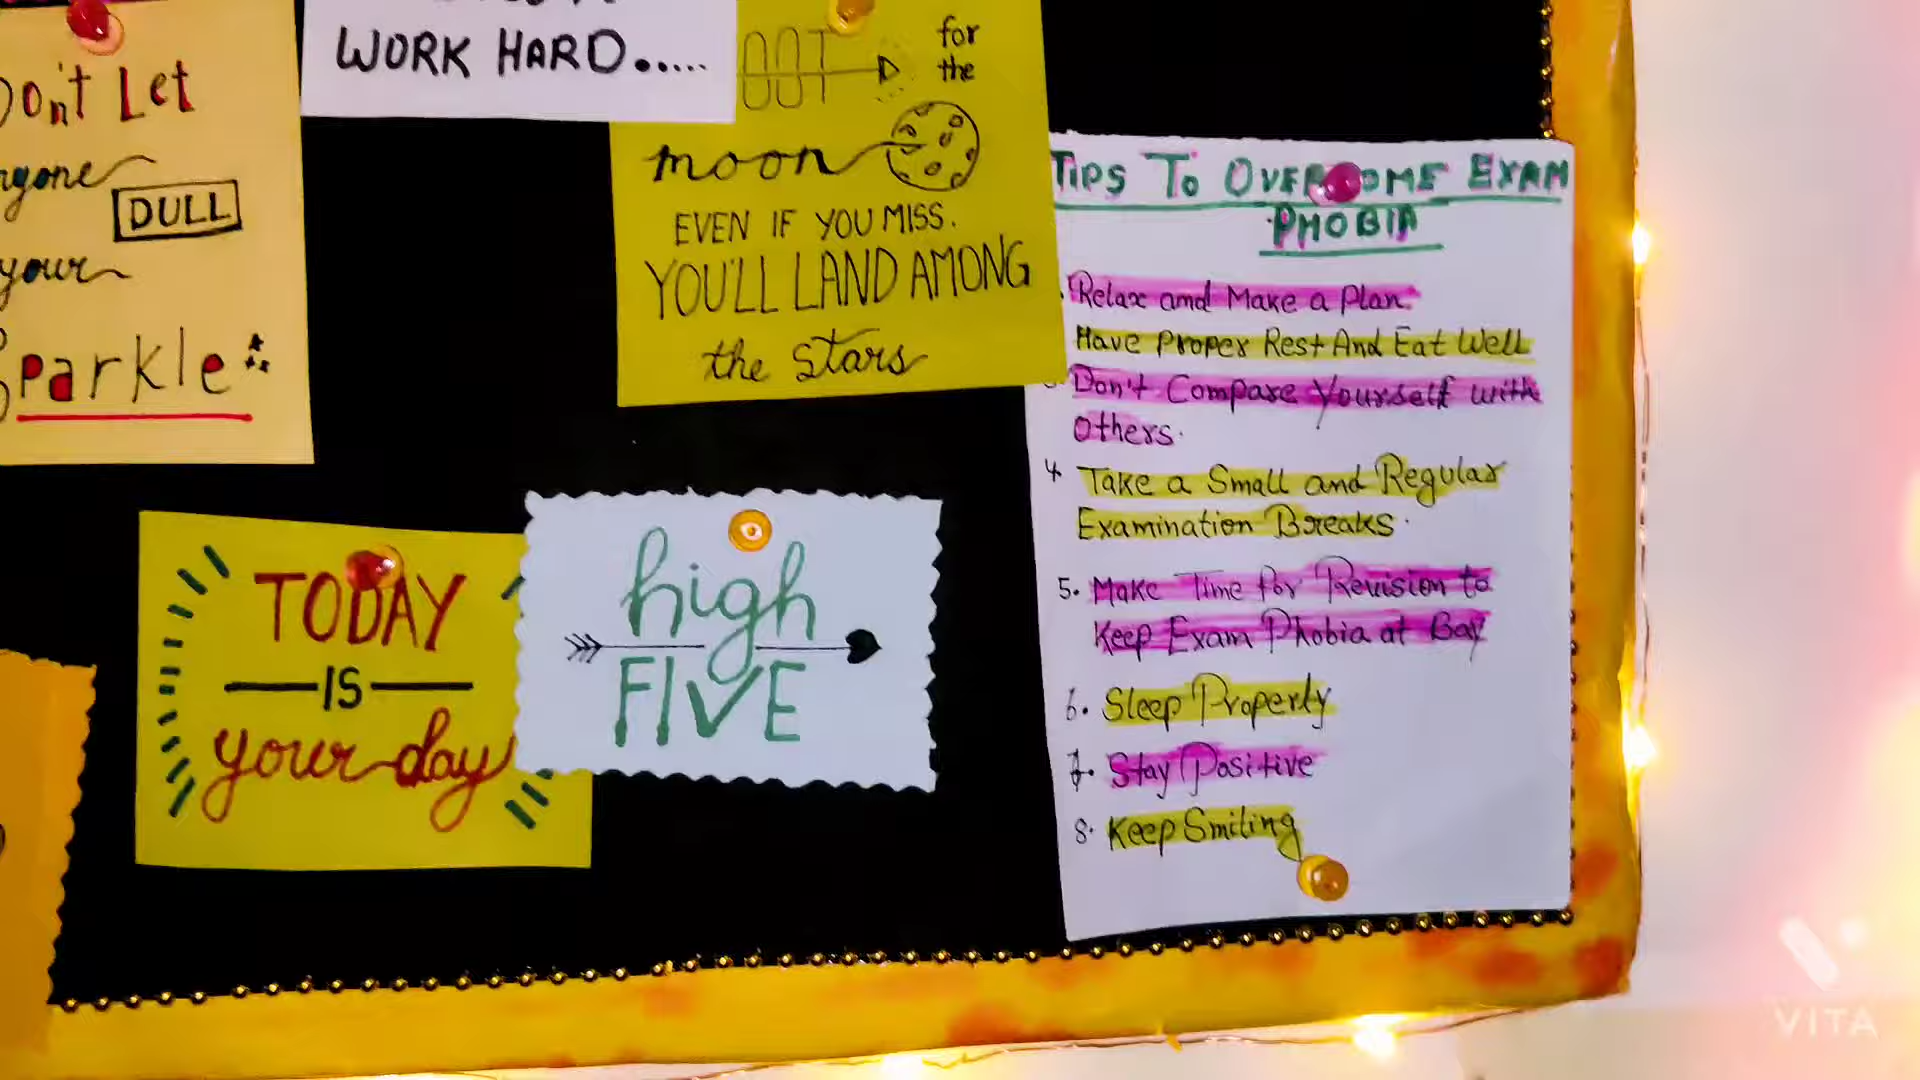 WORK HARD.....
Don't Let
DULL
your
Sparkle
for
the
moon
EVEN IF YOU MISS.
YOU'LL LAND AMONG
the Stars
TODAY
IS
your day
high
FIVE
TIPS TO OVERCOME EXAM
PHOBIA
Relax and Make a Plan.
Have Proper Rest And Eat Well
Don't Compare Yourself with
Others.
4. Take a Small and Regular
Examination Breaks.
5. Make Time for Revision to
Keep Exam Phobia at Bay
6. Sleep Properly
7. Stay Positive
8. Keep Smiling
VITA